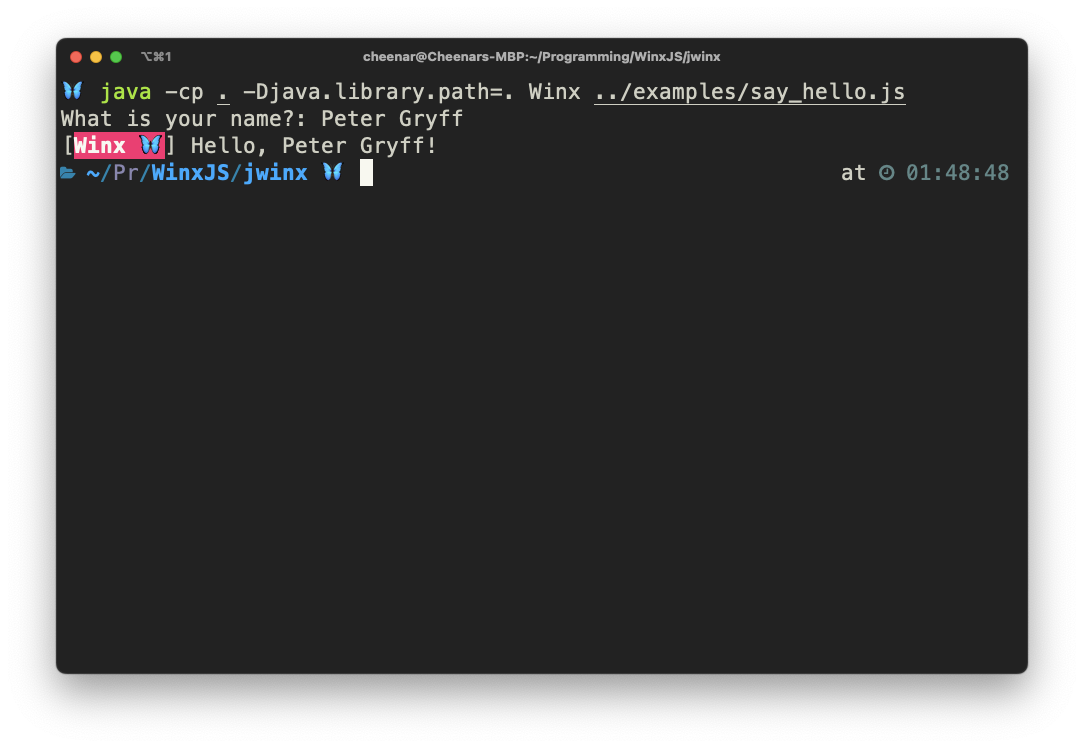 ⌥⌘1 cheenar@Cheenars-MBP:~/Programming/WinxJS/jwinx
🦋 java -cp . -Djava.library.path=. Winx ../examples/say_hello.js
What is your name?: Peter Gryff
[Winx 🦋] Hello, Peter Gryff!
~/Pr/WinxJS/jwinx 🦋 at 01:48:48